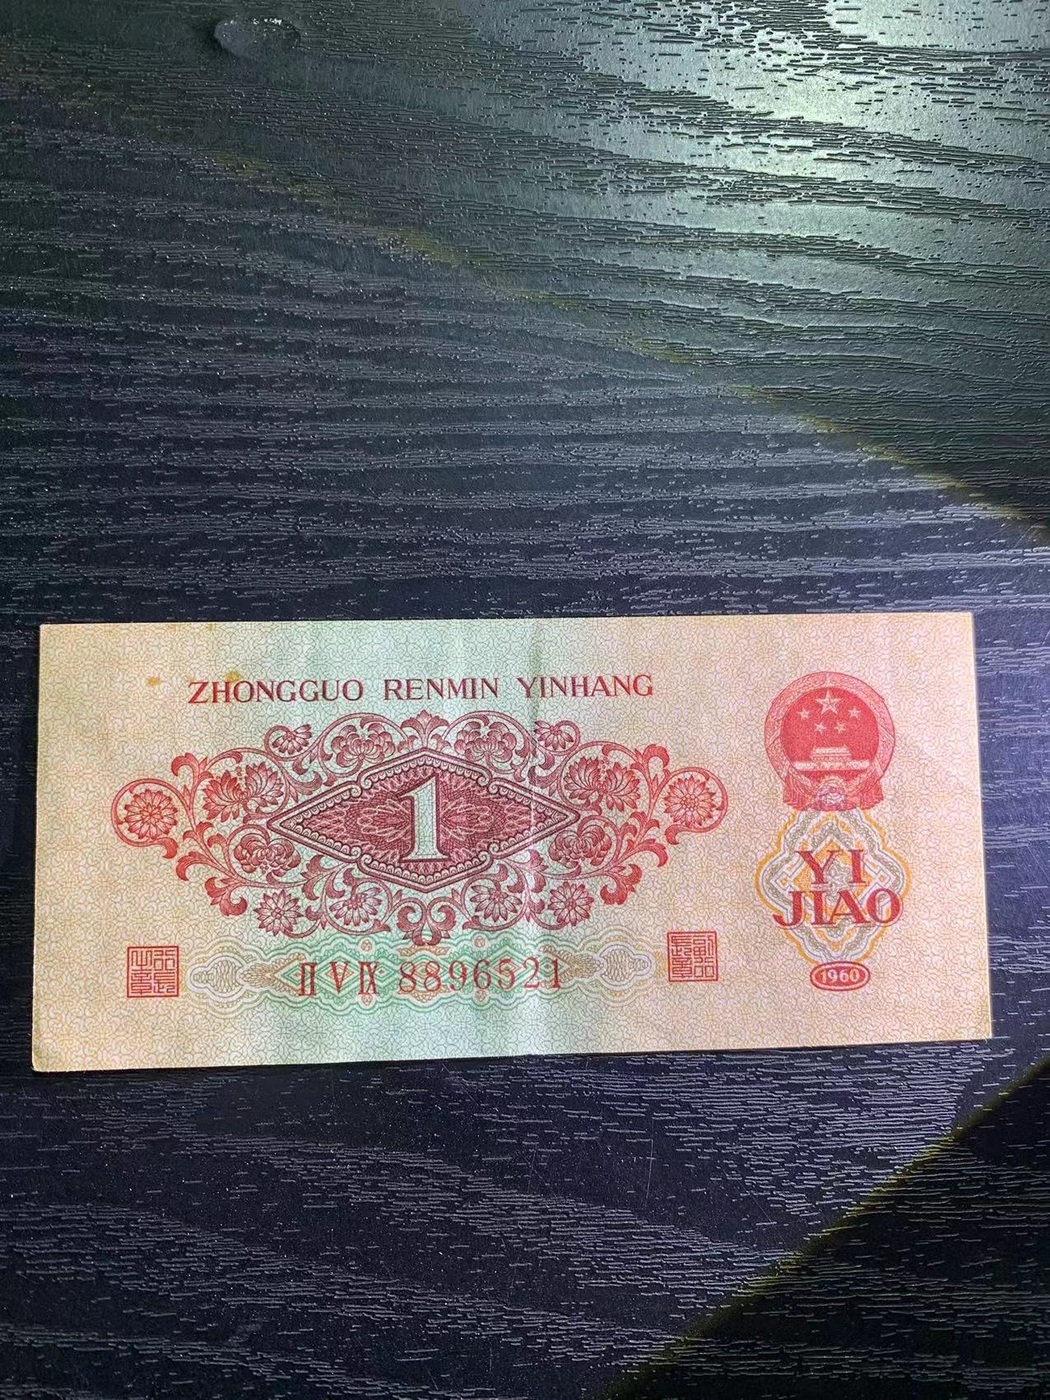 ZHONGGUO RENMIN YINHANG
1
YI
JIAO
II V IX 8896521
1960